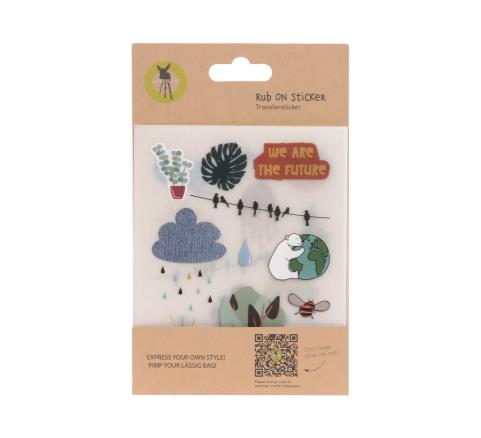 RUB ON STICKER
Transfersticker
WE ARE
THE FUTURE
EXPRESS YOUR OWN STYLE!
PIMP YOUR LÄSSIG BAG!